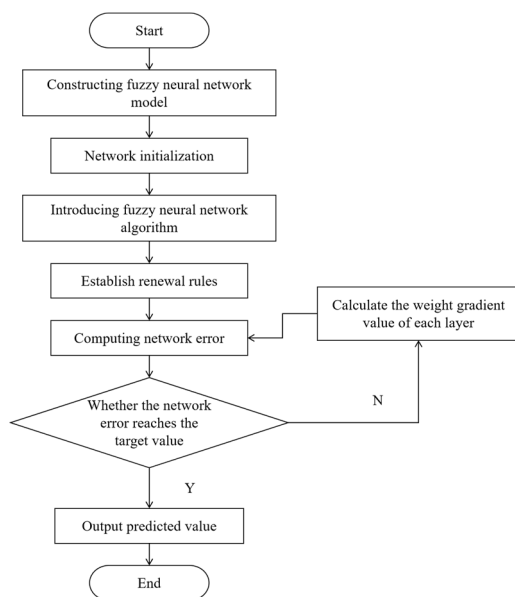 Start
Constructing fuzzy neural network
model
Network initialization
Introducing fuzzy neural network
algorithm
Establish renewal rules
Calculate the weight gradient
value of each layer
Computing network error
Whether the network
error reaches the
target value
N
Y
Output predicted value
End